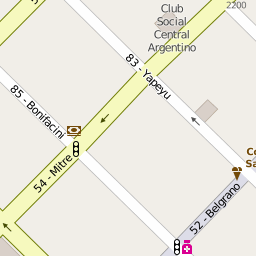 Club
Social
Central
Argentino
2200
83 - Yapeyu
85 - Bonifacini
54 - Mitre
52 - Belgrano